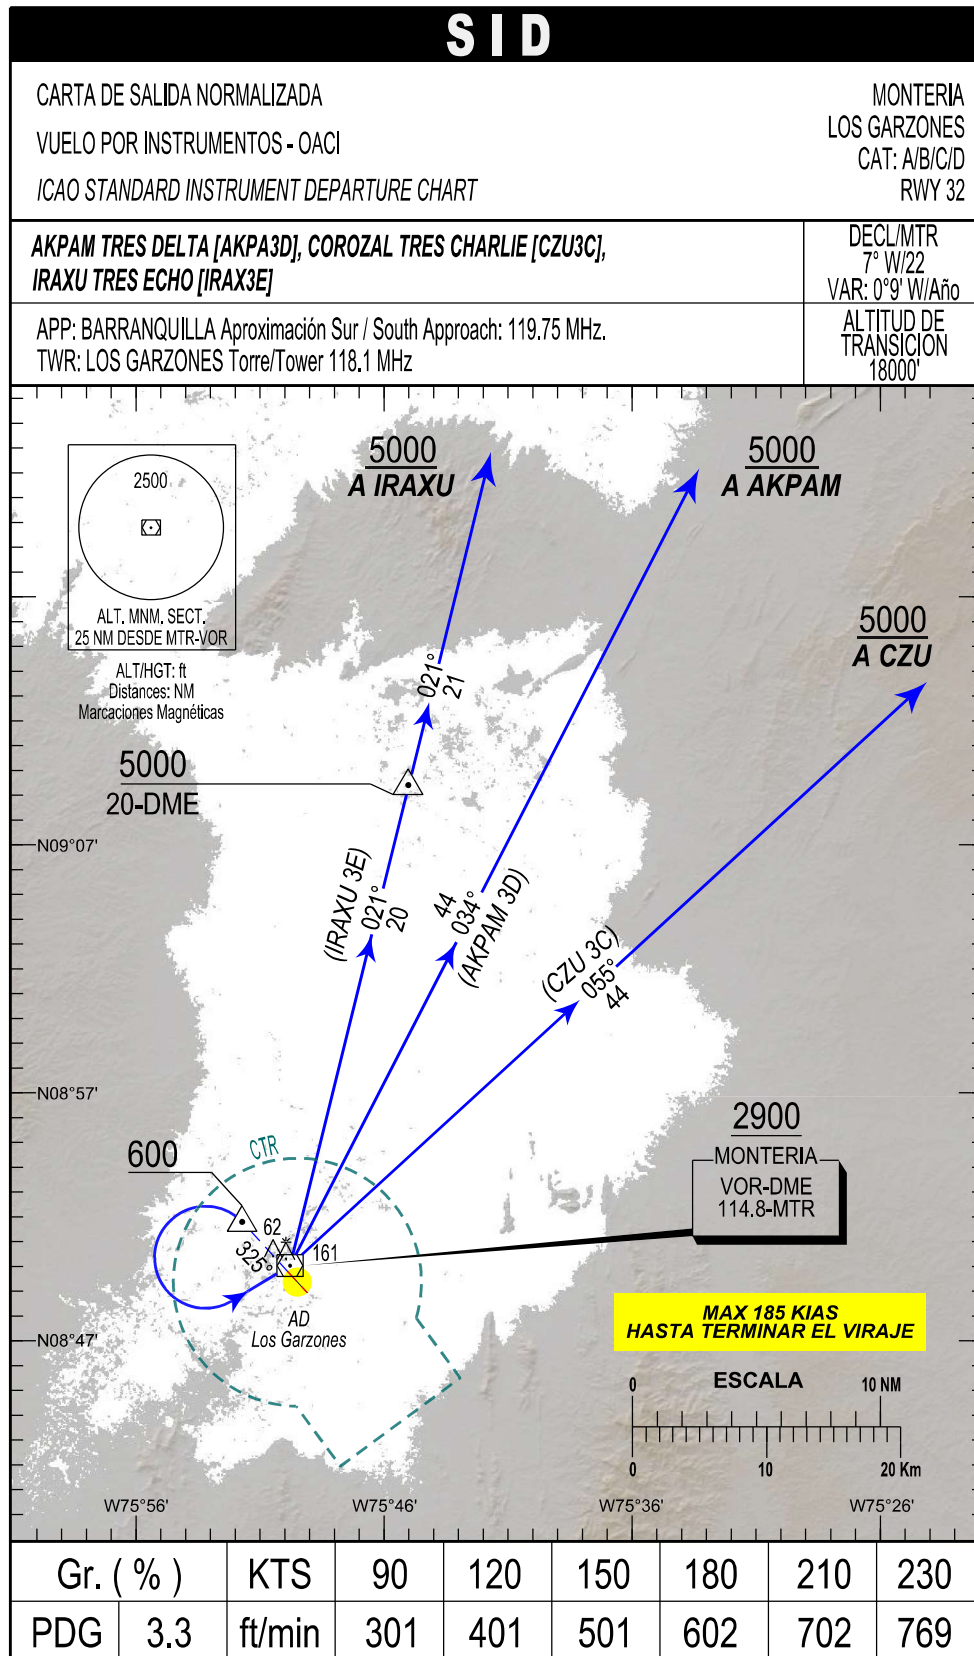 SID
CARTA DE SALIDA NORMALIZADA
VUELO POR INSTRUMENTOS - OACI
ICAO STANDARD INSTRUMENT DEPARTURE CHART
MONTERIA
LOS GARZONES
CAT: A/B/C/D
RWY 32
AKPAM TRES DELTA [AKPA3D], COROZAL TRES CHARLIE [CZU3C],
IRAXU TRES ECHO [IRAX3E]
DECL/MTR
7° W/22
VAR: 0°9' W/Año
APP: BARRANQUILLA Aproximación Sur / South Approach: 119.75 MHz.
TWR: LOS GARZONES Torre/Tower 118.1 MHz
ALTITUD DE
TRANSICION
18000'
5000
A IRAXU
5000
A AKPAM
2500
ALT. MNM. SECT.
25 NM DESDE MTR-VOR
ALT/HGT: ft
Distances: NM
Marcaciones Magnéticas
5000
A CZU
021°
21
5000
20-DME
N09°07'
(IRAXU 3E)
021°
20
44
034°
(AKPAM 3D)
(CZU 3C)
055°
44
N08°57'
2900
MONTERIA
VOR-DME
114.8-MTR
CTR
600
62
325°
161
AD
Los Garzones
N08°47'
MAX 185 KIAS
HASTA TERMINAR EL VIRAJE
ESCALA
0
10 NM
0
10
20 Km
W75°56'
W75°46'
W75°36'
W75°26'
Gr. ( % ) KTS 90 120 150 180 210 230
PDG 3.3 ft/min 301 401 501 602 702 769